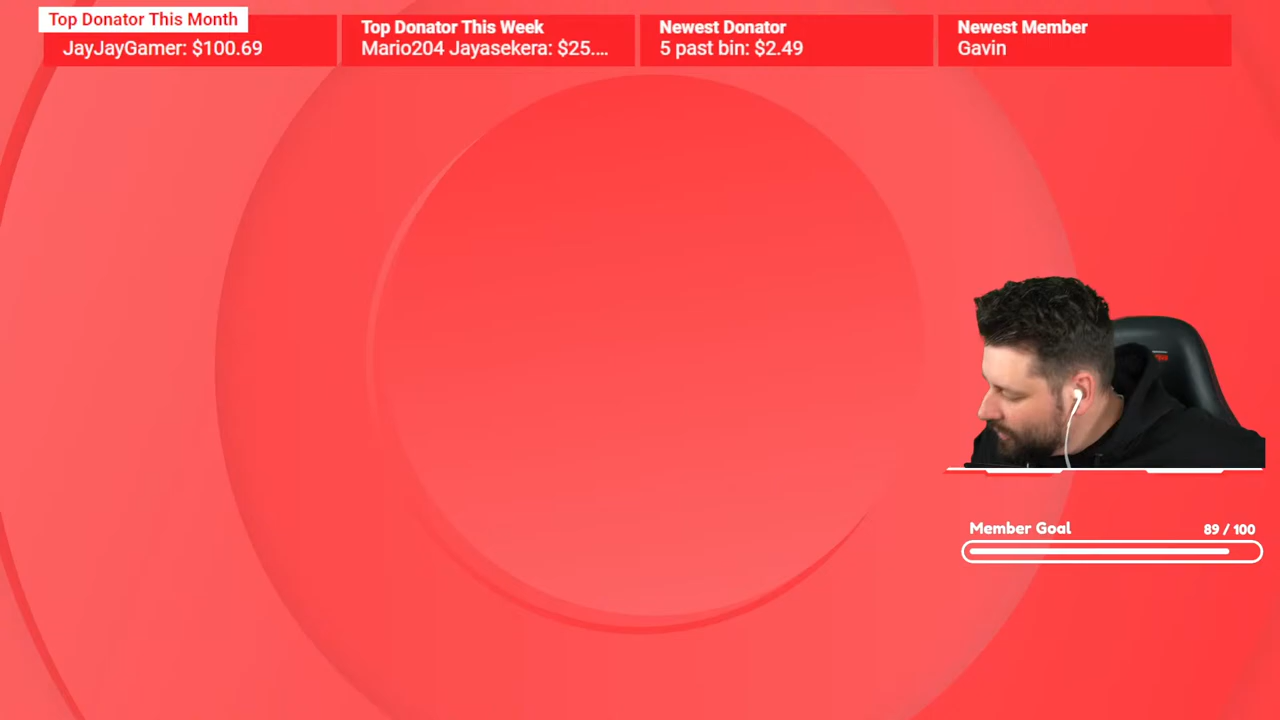 Top Donator This Month
JayJayGamer: $100.69
Top Donator This Week
Mario204 Jayasekera: $25....
Newest Donator
5 past bin: $2.49
Newest Member
Gavin
Member Goal
89 / 100